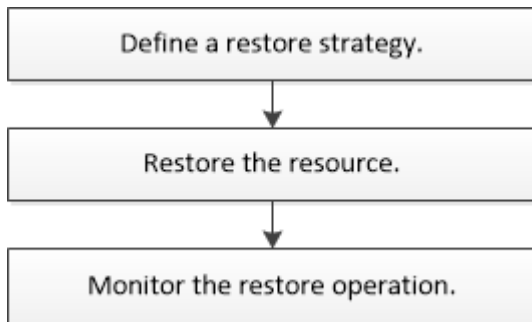 Define a restore strategy.
Restore the resource.
Monitor the restore operation.